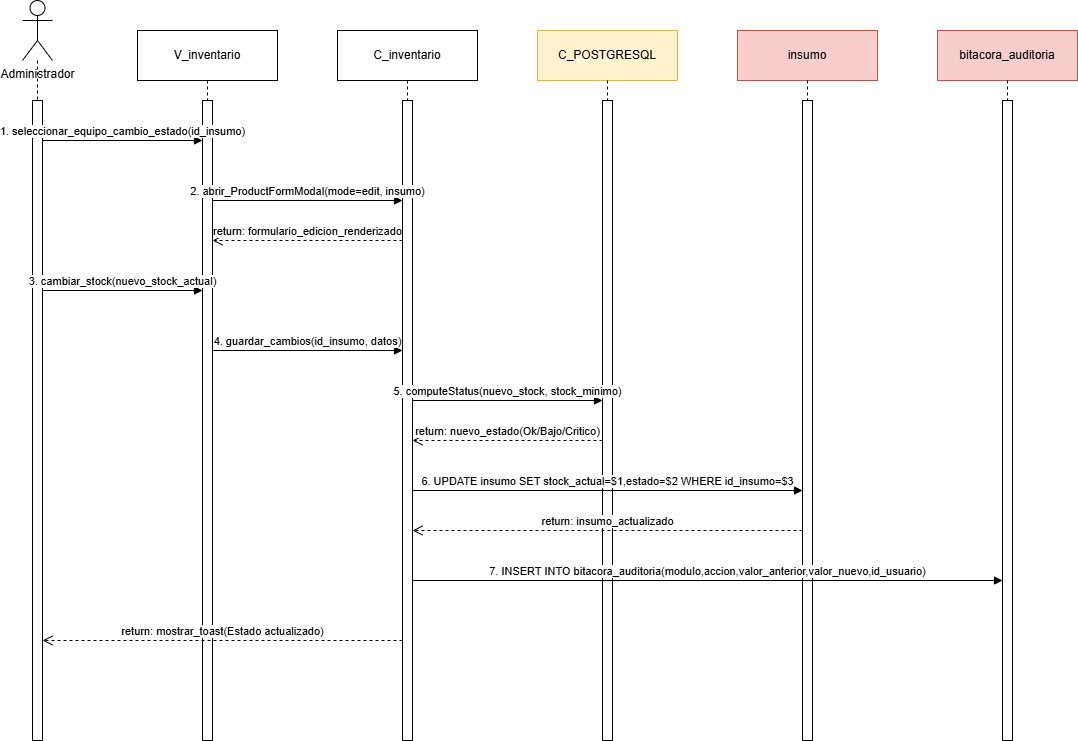 Administrador
V_inventario
C_inventario
C_POSTGRESQL
insumo
bitacora_auditoria
1. seleccionar_equipo_cambio_estado(id_insumo)
2. abrir_ProductFormModal(mode=edit, insumo)
return: formulario_edicion_renderizado
3. cambiar_stock(nuevo_stock_actual)
4. guardar_cambios(id_insumo, datos)
5. computeStatus(nuevo_stock, stock_minimo)
return: nuevo_estado(Ok/Bajo/Critico)
6. UPDATE insumo SET stock_actual=$1,estado=$2 WHERE id_insumo=$3
return: insumo_actualizado
7. INSERT INTO bitacora_auditoria(modulo,accion,valor_anterior,valor_nuevo,id_usuario)
return: mostrar_toast(Estado actualizado)